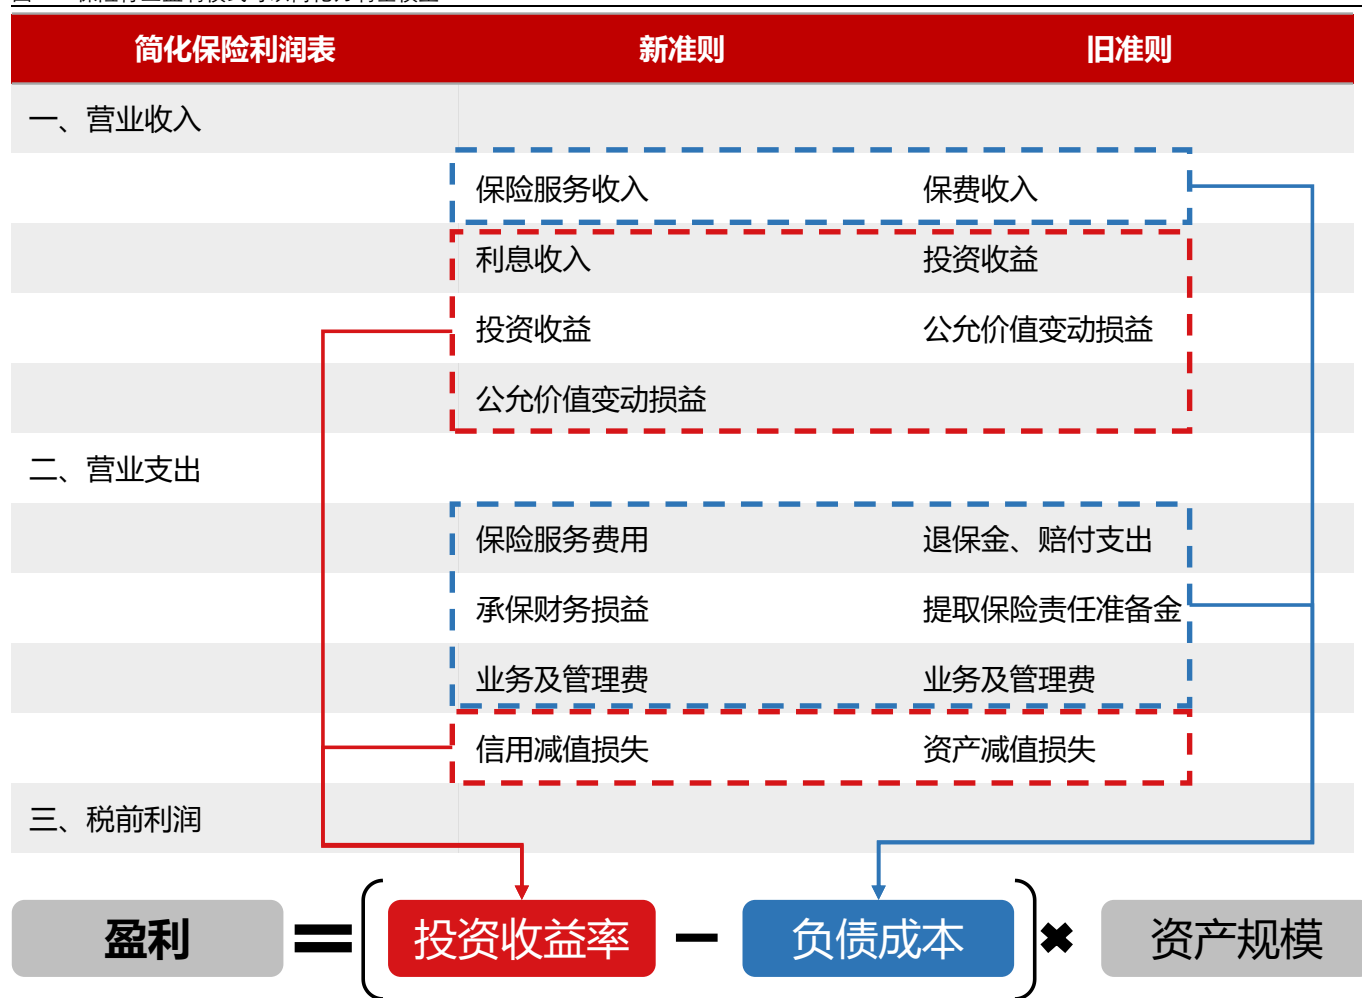 简化保险利润表 新准则 旧准则
一、营业收入
保险服务收入 保费收入
利息收入 投资收益
投资收益 公允价值变动损益
公允价值变动损益
二、营业支出
保险服务费用 退保金、赔付支出
承保财务损益 提取保险责任准备金
业务及管理费 业务及管理费
信用减值损失 资产减值损失
三、税前利润
盈利 = ( 投资收益率 - 负债成本 ) × 资产规模